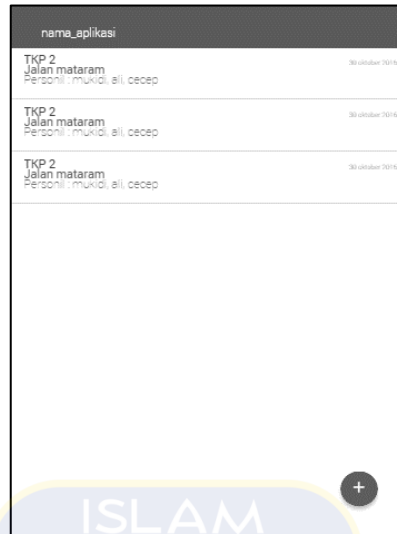 nama_aplikasi
TKP 2
30 oktober 2016
Jalan mataram
Personil : mukidi, ali, cecep
TKP 2
30 oktober 2016
Jalan mataram
Personil : mukidi, ali, cecep
TKP 2
30 oktober 2016
Jalan mataram
Personil : mukidi, ali, cecep
+
ISLAM